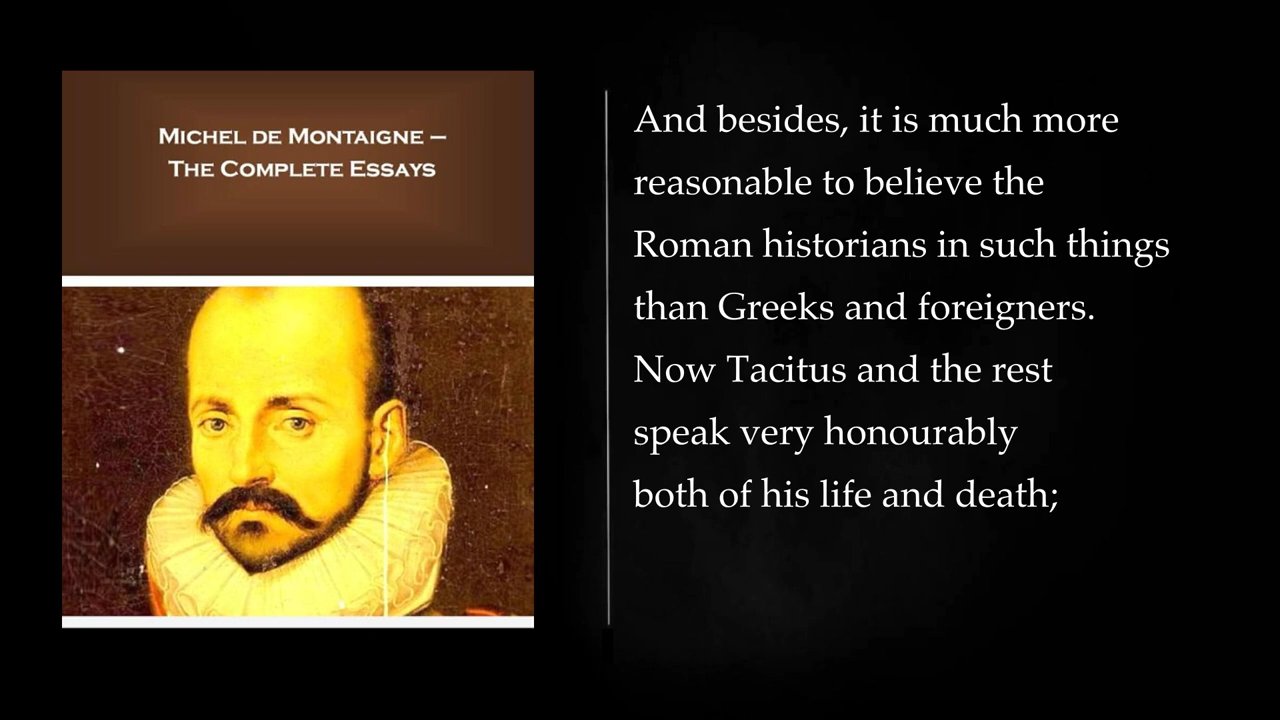 MICHEL DE MONTAIGNE –
THE COMPLETE ESSAYS
And besides, it is much more
reasonable to believe the
Roman historians in such things
than Greeks and foreigners.
Now Tacitus and the rest
speak very honourably
both of his life and death;